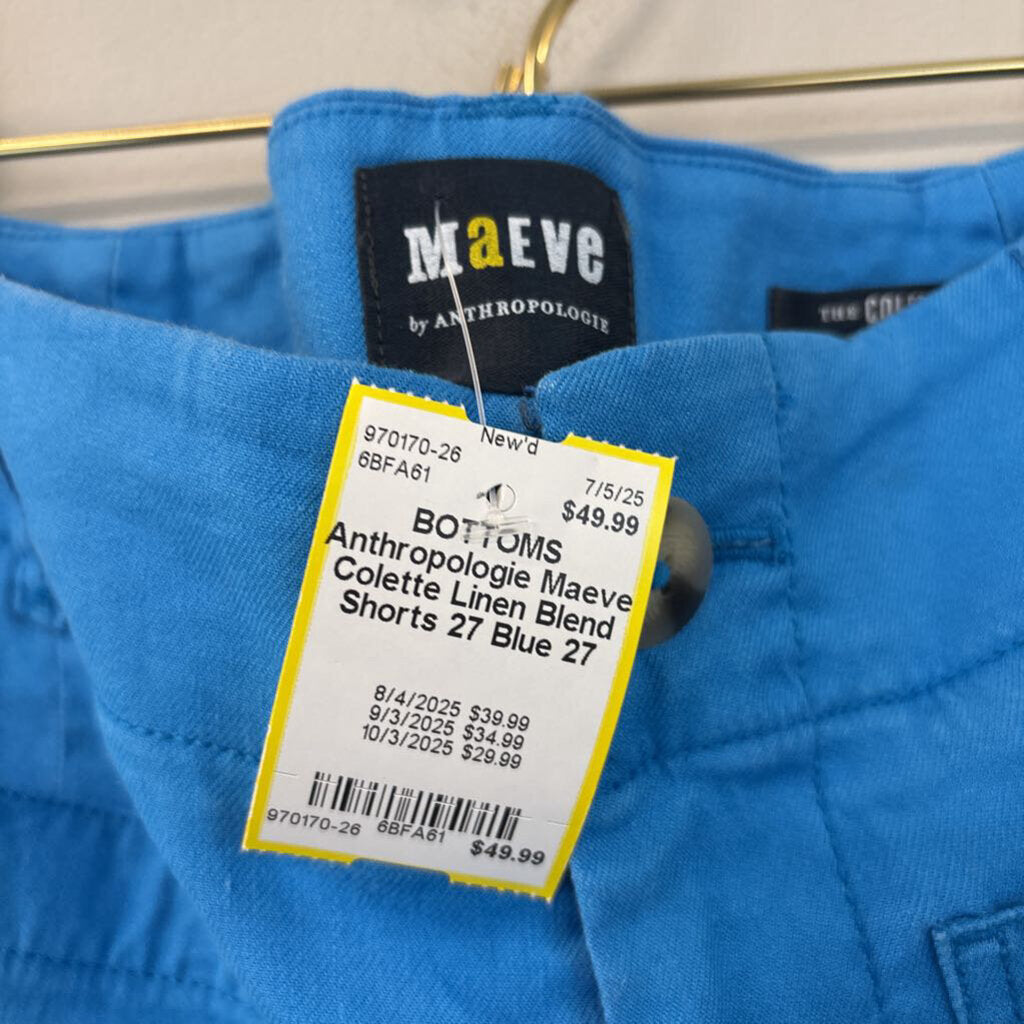 MaEVe
by ANTHROPOLOGIE
THE
New'd
970170-26
6BFA61
7/5/25
$49.99
BOTTOMS
Anthropologie Maeve
Colette Linen Blend
Shorts 27 Blue 27
8/4/2025 $39.99
9/3/2025 $34.99
10/3/2025 $29.99
970170-26 6BFA61
$49.99